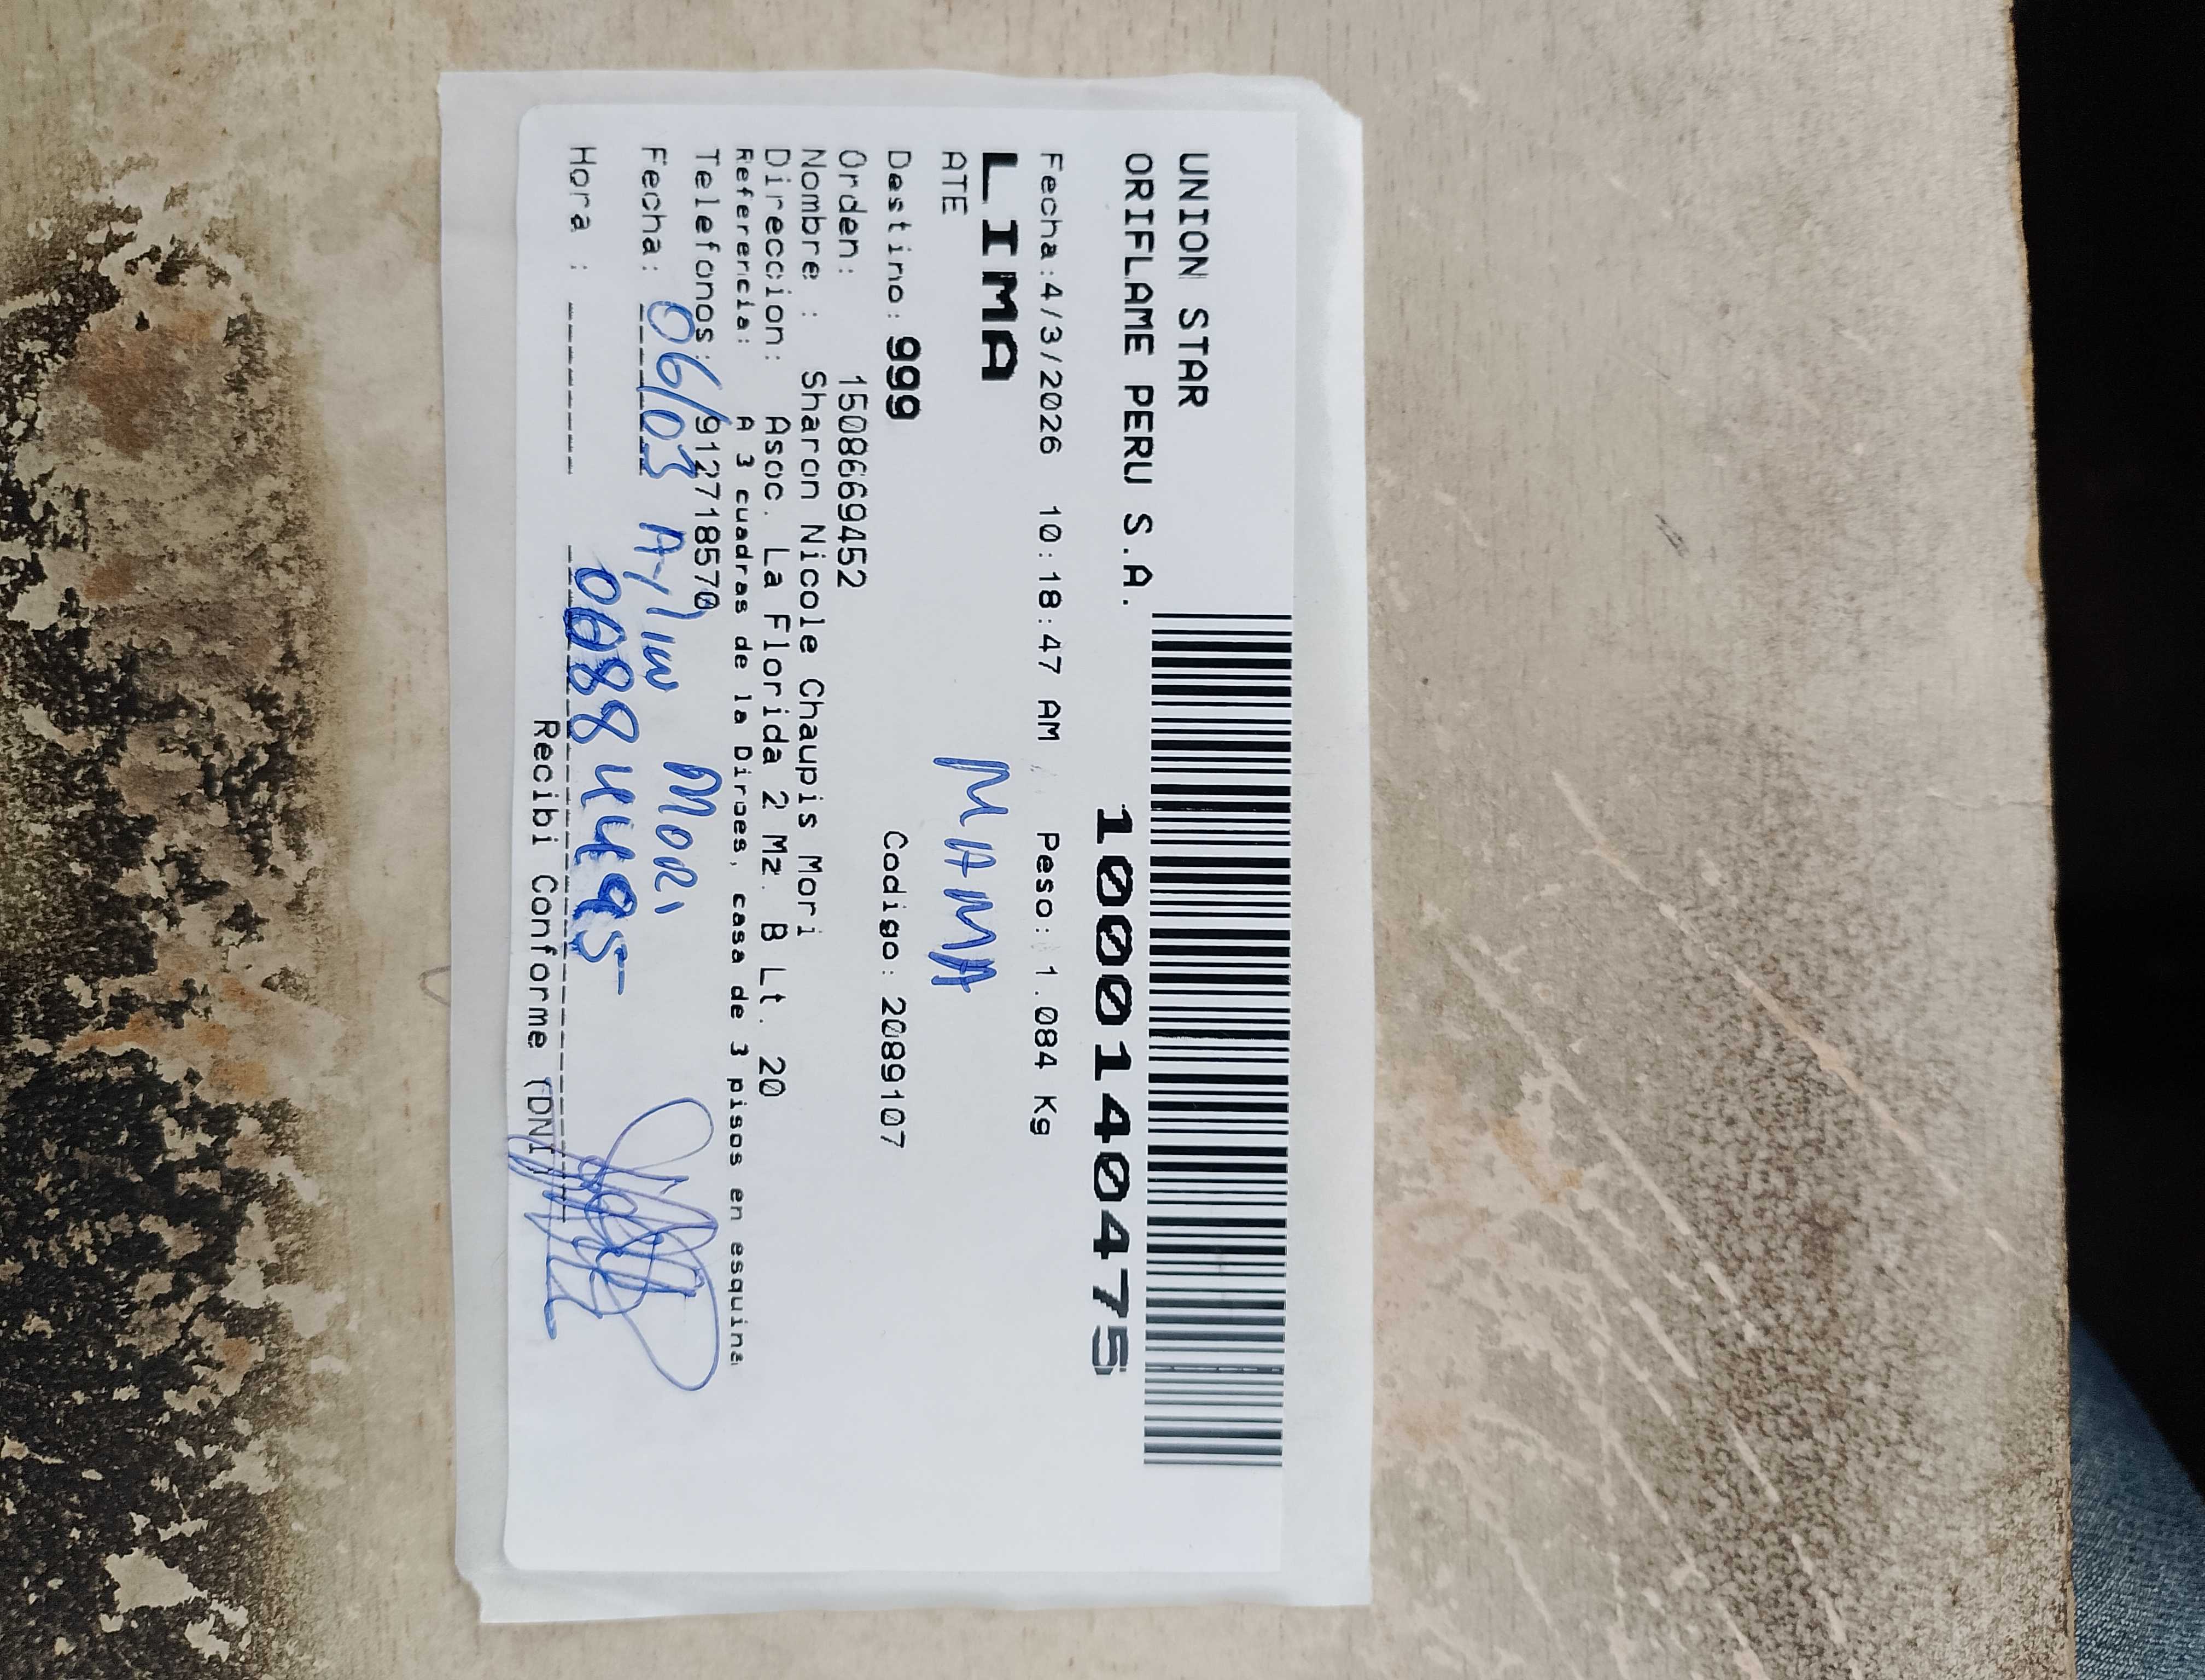 UNION STAR
ORIFLAME PERU S.A.
10001404775
Fecha:4/3/2026 10:18:47 AM Peso: 1.084 Kg
LIMA
ATE
MAMA
Destino: 999 Codigo: 2089107
Orden: 1508669452
Nombre : Sharon Nicole Chaupis Mori
Direccion: Asoc. La Florida 2 Mz. B Lt. 20
Referencia: A 3 cuadras de la Diroes, casa de 3 pisos en esquina
Telefonos: 912718570
Fecha: 06/03 Aylin Mori
Hora :
Recibi Conforme (DNI)